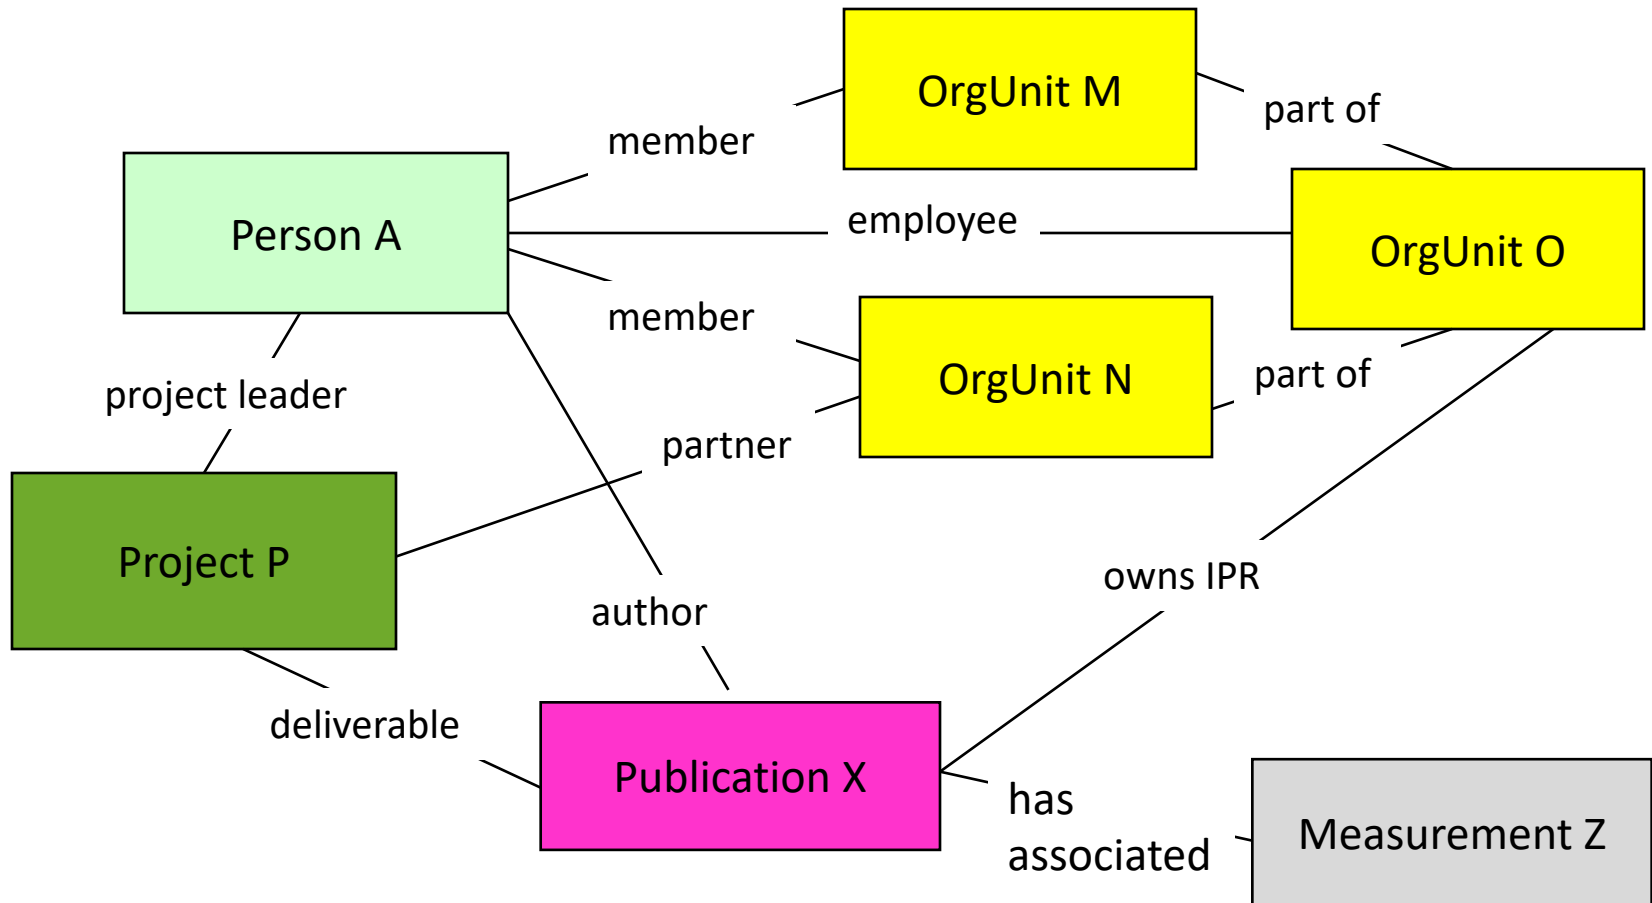 OrgUnit M
part of
member
Person A
employee
OrgUnit O
member
OrgUnit N
part of
project leader
partner
Project P
owns IPR
author
deliverable
Publication X
has
associated
Measurement Z